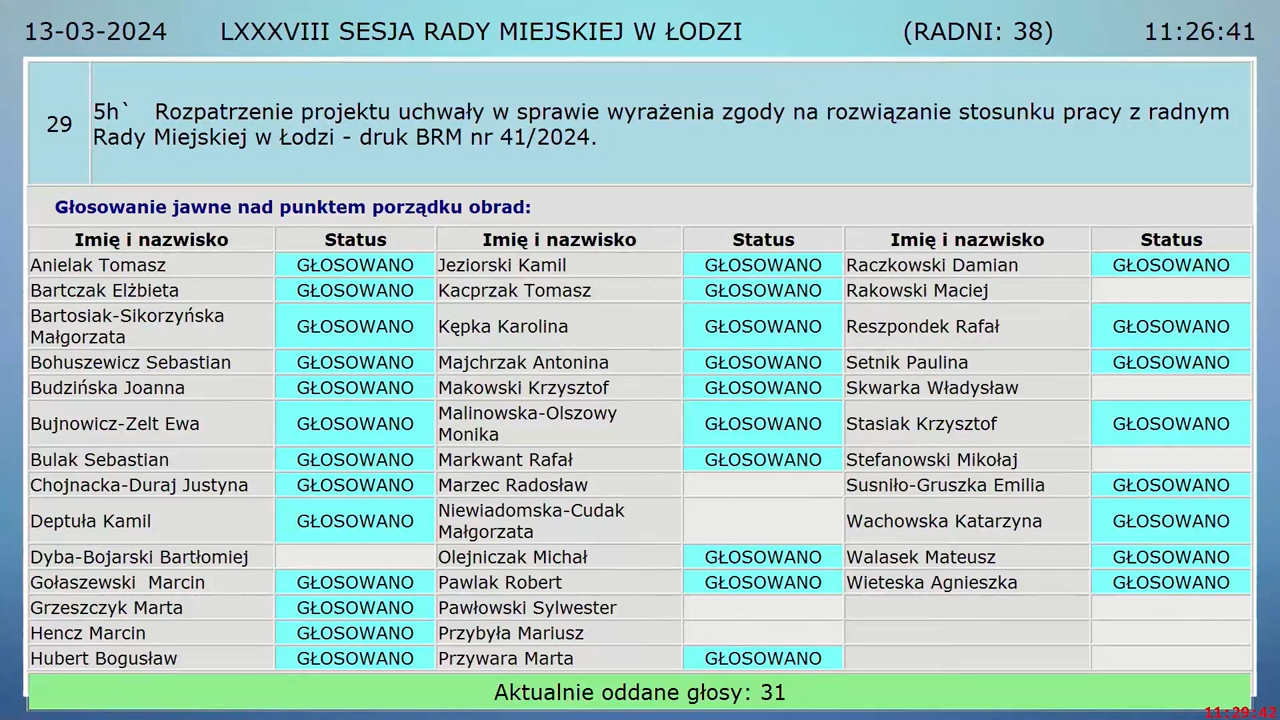 13-03-2024 LXXXVIII SESJA RADY MIEJSKIEJ W ŁODZI (RADNI: 38) 11:26:41
29
5h` Rozpatrzenie projektu uchwały w sprawie wyrażenia zgody na rozwiązanie stosunku pracy z radnym
Rady Miejskiej w Łodzi - druk BRM nr 41/2024.
Głosowanie jawne nad punktem porządku obrad:
Imię i nazwisko Status Imię i nazwisko Status Imię i nazwisko Status
Anielak Tomasz GŁOSOWANO Jeziorski Kamil GŁOSOWANO Raczkowski Damian GŁOSOWANO
Bartczak Elżbieta GŁOSOWANO Kacprzak Tomasz GŁOSOWANO Rakowski Maciej
Bartosiak-Sikorzyńska
Małgorzata GŁOSOWANO Kępka Karolina GŁOSOWANO Reszpondek Rafał GŁOSOWANO
Bohuszewicz Sebastian GŁOSOWANO Majchrzak Antonina GŁOSOWANO Setnik Paulina GŁOSOWANO
Budzińska Joanna GŁOSOWANO Makowski Krzysztof GŁOSOWANO Skwarka Władysław
Bujnowicz-Zelt Ewa GŁOSOWANO Malinowska-Olszowy
Monika GŁOSOWANO Stasiak Krzysztof GŁOSOWANO
Bulak Sebastian GŁOSOWANO Markwant Rafał GŁOSOWANO Stefanowski Mikołaj
Chojnacka-Duraj Justyna GŁOSOWANO Marzec Radosław Susniło-Gruszka Emilia GŁOSOWANO
Deptuła Kamil GŁOSOWANO Niewiadomska-Cudak
Małgorzata Wachowska Katarzyna GŁOSOWANO
Dyba-Bojarski Bartłomiej Olejniczak Michał GŁOSOWANO Walasek Mateusz GŁOSOWANO
Gołaszewski Marcin GŁOSOWANO Pawlak Robert GŁOSOWANO Wieteska Agnieszka GŁOSOWANO
Grzeszczyk Marta GŁOSOWANO Pawłowski Sylwester
Hencz Marcin GŁOSOWANO Przybyła Mariusz
Hubert Bogusław GŁOSOWANO Przywara Marta GŁOSOWANO
Aktualnie oddane głosy: 31
11:29:42